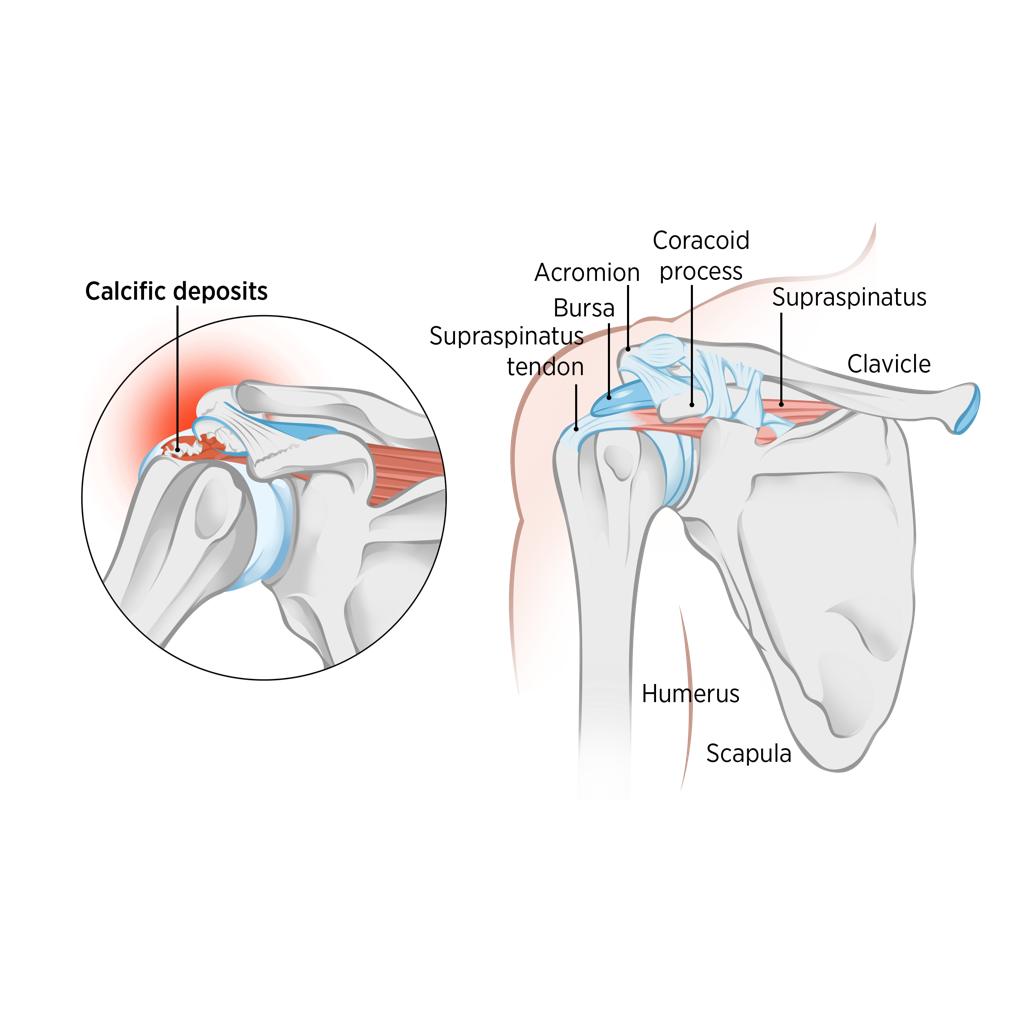 Calcific deposits
Coracoid
process
Acromion
Bursa
Supraspinatus
tendon
Supraspinatus
Clavicle
Humerus
Scapula